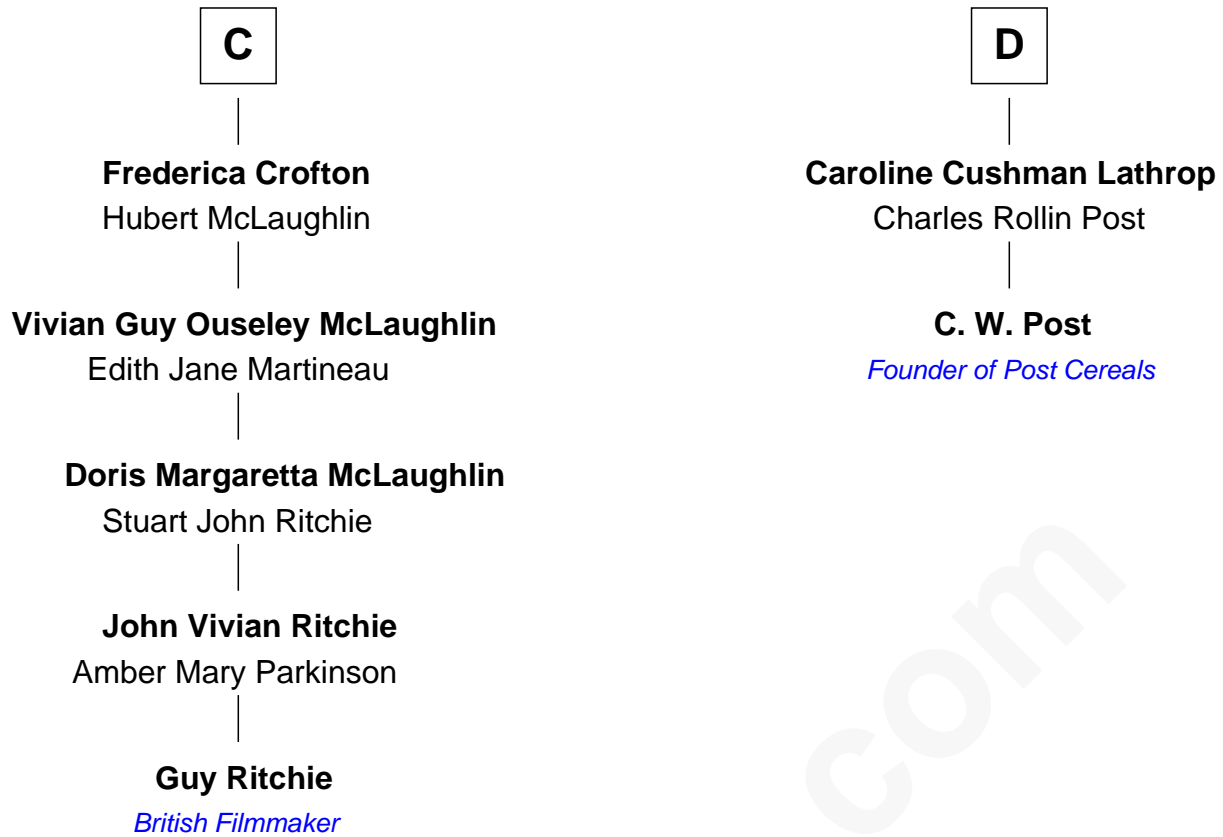 C
Frederica Crofton
Hubert McLaughlin
Vivian Guy Ouseley McLaughlin
Edith Jane Martineau
Doris Margaretta McLaughlin
Stuart John Ritchie
John Vivian Ritchie
Amber Mary Parkinson
Guy Ritchie
British Filmmaker
D
Caroline Cushman Lathrop
Charles Rollin Post
C. W. Post
Founder of Post Cereals
com